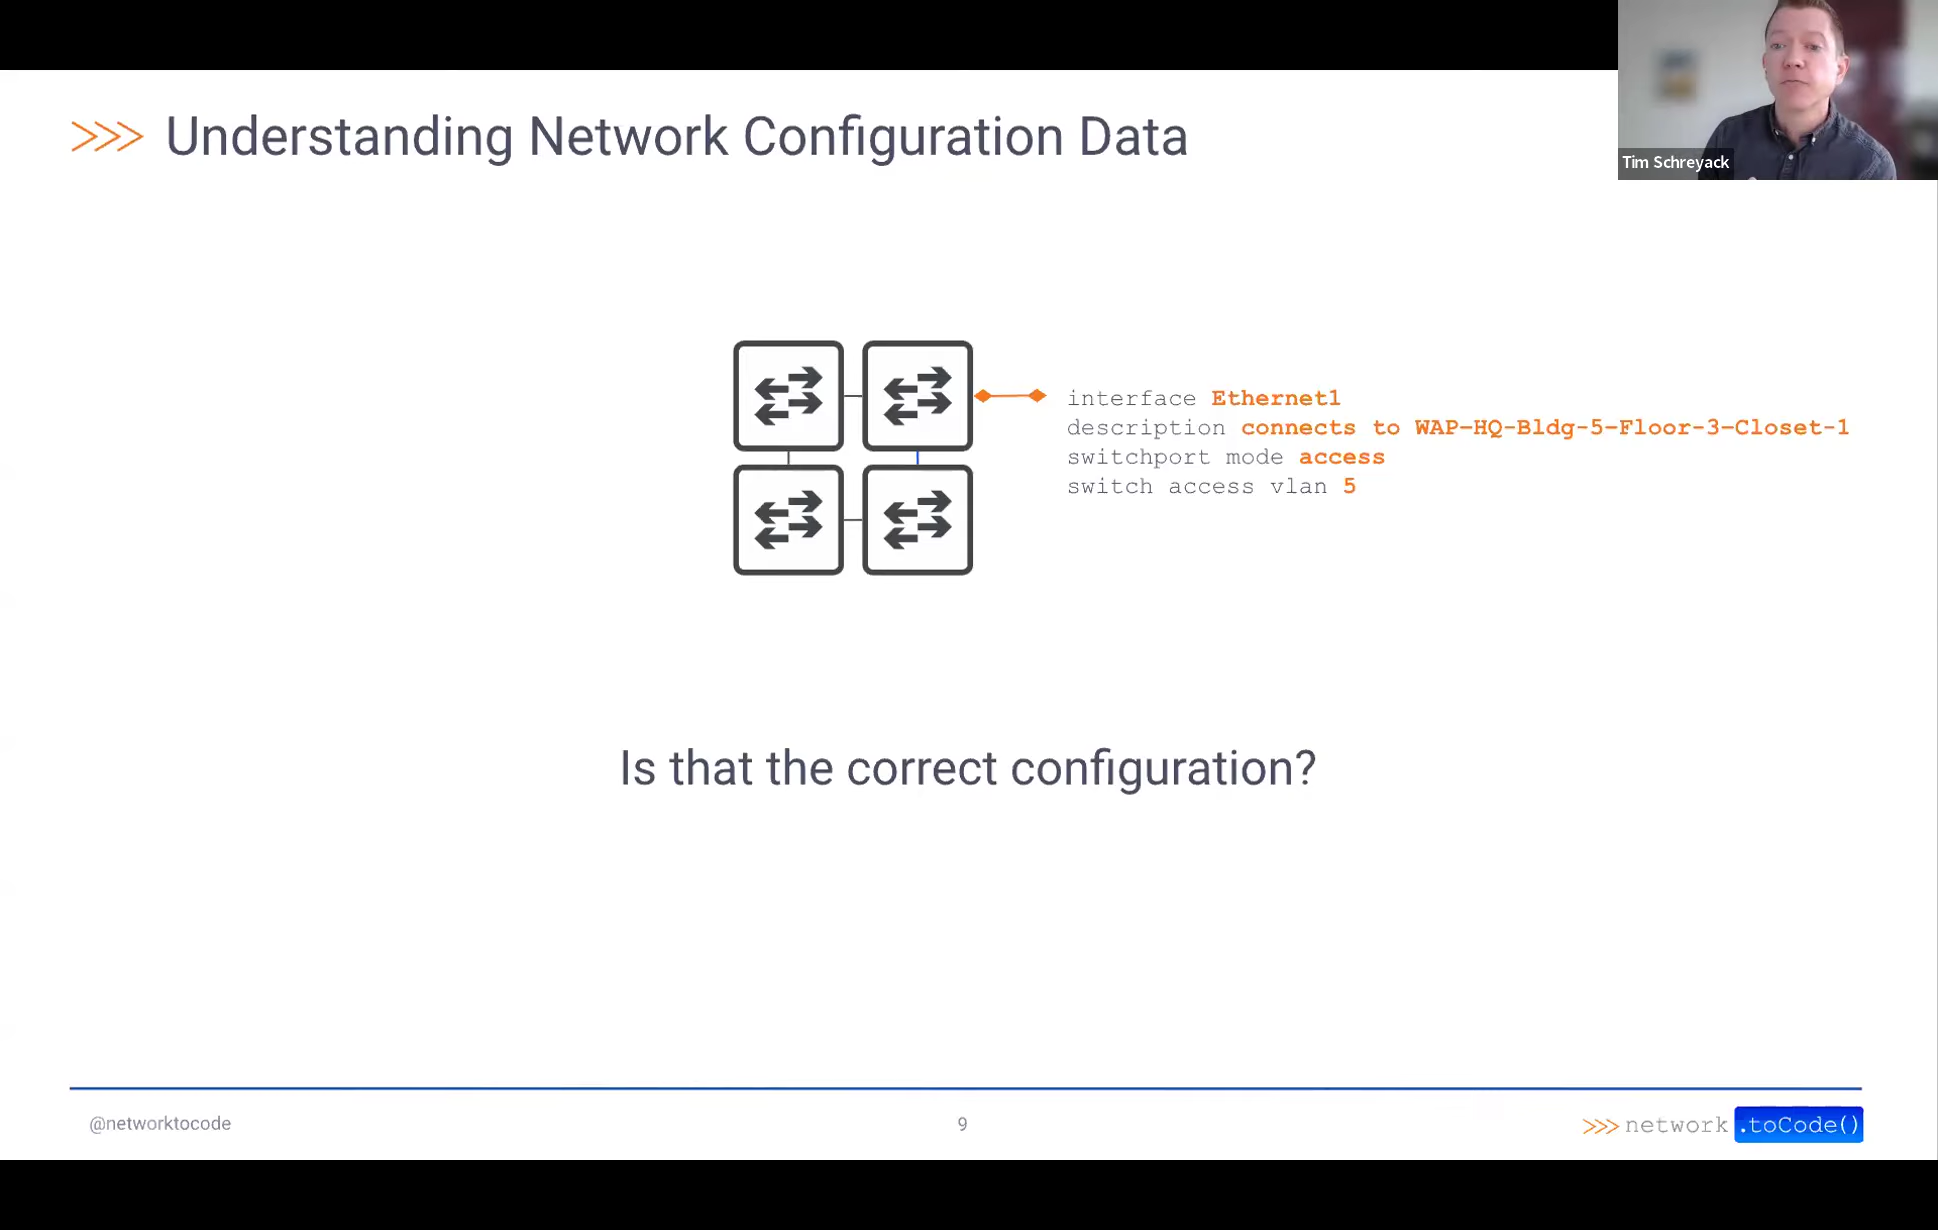 Tim Schreyack
>>> Understanding Network Configuration Data
interface Ethernet1
description connects to WAP-HQ-Bldg-5-Floor-3-Closet-1
switchport mode access
switch access vlan 5
Is that the correct configuration?
@networktocode
9
>>> network .toCode()